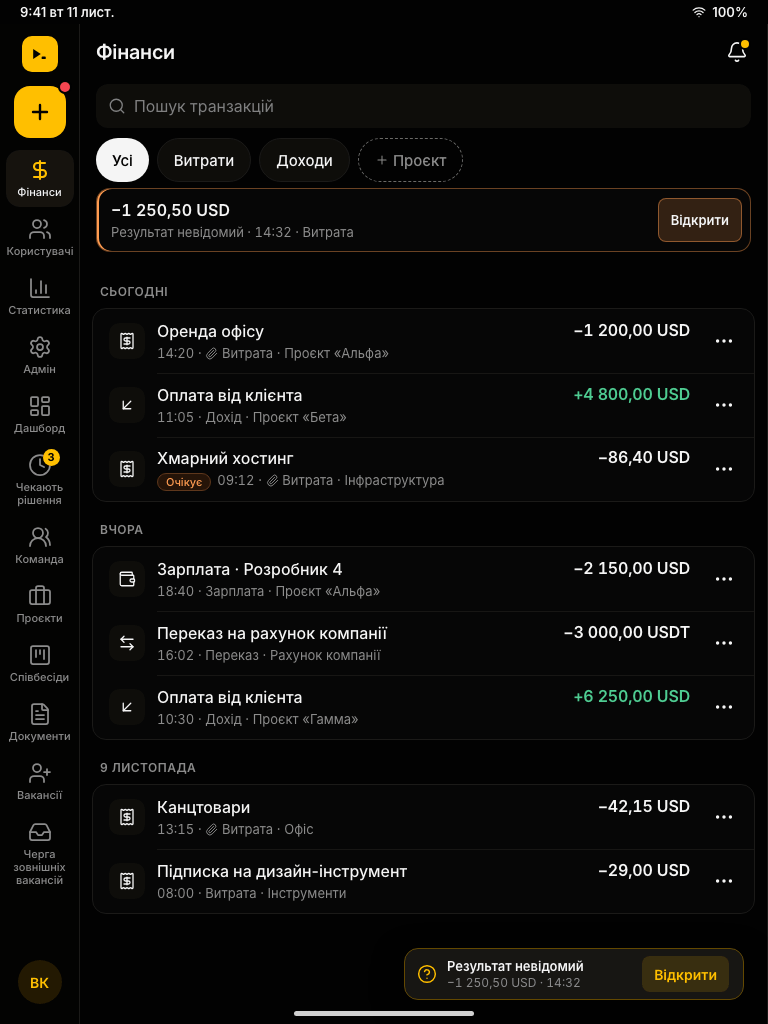 9:41 вт 11 лист.
100%
Фінанси
Пошук транзакцій
Усі
Витрати
Доходи
+ Проєкт
−1 250,50 USD
Результат невідомий · 14:32 · Витрата
Відкрити
Фінанси
Користувачі
Статистика
Адмін
Дашборд
3
Чекають
рішення
Команда
Проєкти
Співбесіди
Документи
Вакансії
Черга
зовнішніх
вакансій
ВК
СЬОГОДНІ
Оренда офісу
−1 200,00 USD
14:20 · Витрата · Проєкт «Альфа»
Оплата від клієнта
+4 800,00 USD
11:05 · Дохід · Проєкт «Бета»
Хмарний хостинг
−86,40 USD
Очікує 09:12 · Витрата · Інфраструктура
ВЧОРА
Зарплата · Розробник 4
−2 150,00 USD
18:40 · Зарплата · Проєкт «Альфа»
Переказ на рахунок компанії
−3 000,00 USDT
16:02 · Переказ · Рахунок компанії
Оплата від клієнта
+6 250,00 USD
10:30 · Дохід · Проєкт «Гамма»
9 ЛИСТОПАДА
Канцтовари
−42,15 USD
13:15 · Витрата · Офіс
Підписка на дизайн-інструмент
−29,00 USD
08:00 · Витрата · Інструменти
Результат невідомий
−1 250,50 USD · 14:32
Відкрити